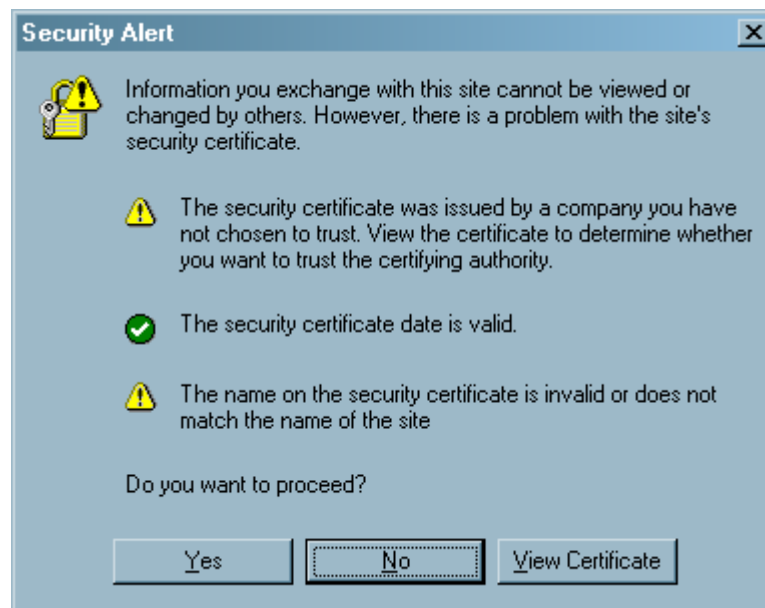 Security Alert
Information you exchange with this site cannot be viewed or
changed by others. However, there is a problem with the site's
security certificate.
The security certificate was issued by a company you have
not chosen to trust. View the certificate to determine whether
you want to trust the certifying authority.
The security certificate date is valid.
The name on the security certificate is invalid or does not
match the name of the site
Do you want to proceed?
Yes No View Certificate